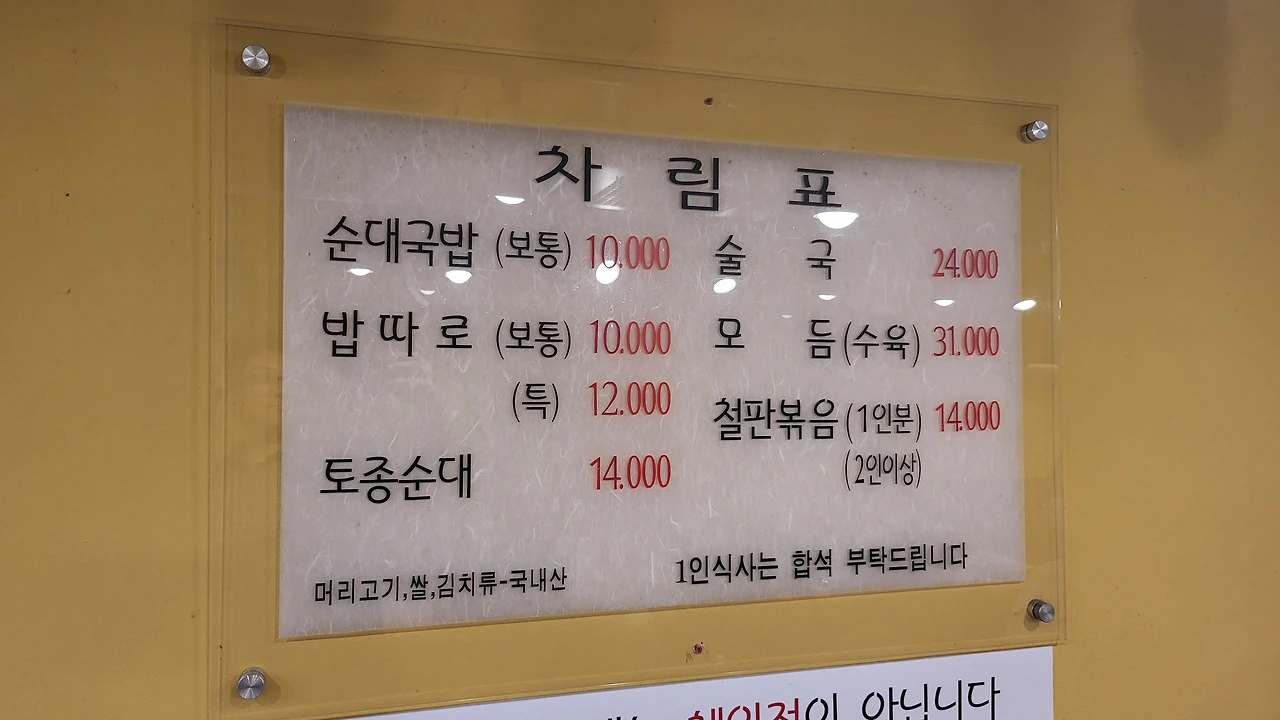 차 림 표
순대국밥 (보통) 10.000
밥 따 로 (보통) 10.000
(특) 12.000
토종순대 14.000
술 국 24.000
모 듬 (수육) 31.000
철판볶음 (1인분) 14.000
(2인이상)
머리고기,쌀,김치류-국내산
1인식사는 합석 부탁드립니다
체인점이 아닙니다